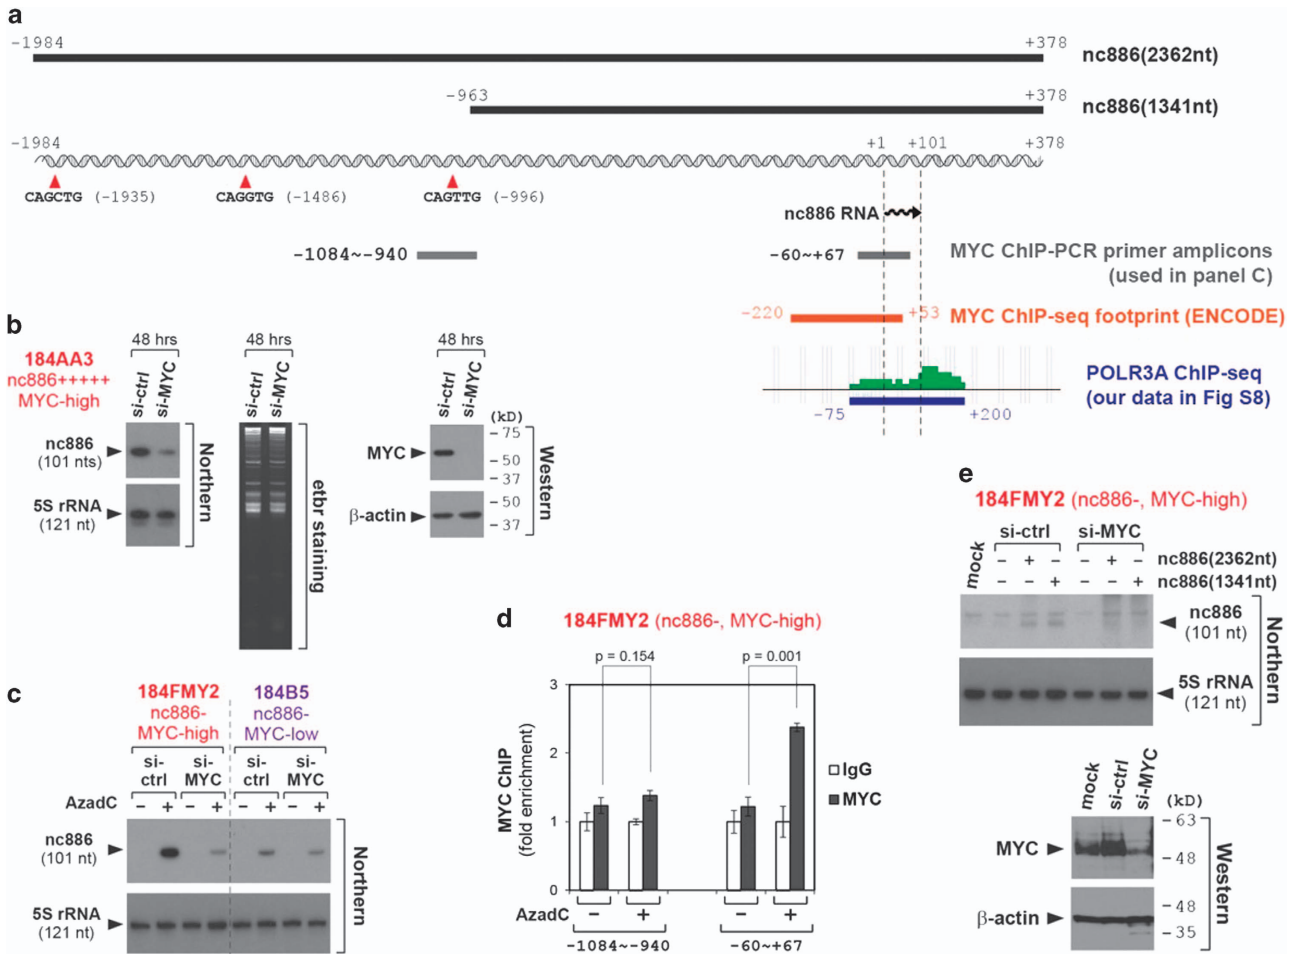 a
-1984 +378 nc886(2362nt)
-963 +378 nc886(1341nt)
-1984 +1 +101 +378
CAGCTG (-1935) CAGGTG (-1486) CAGTTG (-996)
nc886 RNA
-1084~-940 -60~+67 MYC ChIP-PCR primer amplicons
(used in panel C)
-220 +53 MYC ChIP-seq footprint (ENCODE)
POLR3A ChIP-seq
(our data in Fig S8)
-75 +200
b
184AA3
nc886+++++
MYC-high
48 hrs 48 hrs 48 hrs
si-ctrl si-MYC si-ctrl si-MYC si-ctrl si-MYC
nc886
(101 nts)
5S rRNA
(121 nt)
Northern
etbr staining
MYC
β-actin
(kD)
75
50
37
50
37
Western
c
184FMY2 184B5
nc886- nc886-
MYC-high MYC-low
si-ctrl si-MYC si-ctrl si-MYC
AzadC - + - + - + - +
nc886
(101 nt)
5S rRNA
(121 nt)
Northern
d
184FMY2 (nc886-, MYC-high)
p = 0.154 p = 0.001
MYC ChIP
(fold enrichment)
3
2
1
0
IgG
MYC
AzadC - + - +
-1084~-940 -60~+67
e
184FMY2 (nc886-, MYC-high)
si-ctrl si-MYC
mock - + - - + - nc886(2362nt)
- - + - - + nc886(1341nt)
nc886
(101 nt)
5S rRNA
(121 nt)
Northern
mock si-ctrl si-MYC
(kD)
MYC
β-actin
63
48
48
35
Western